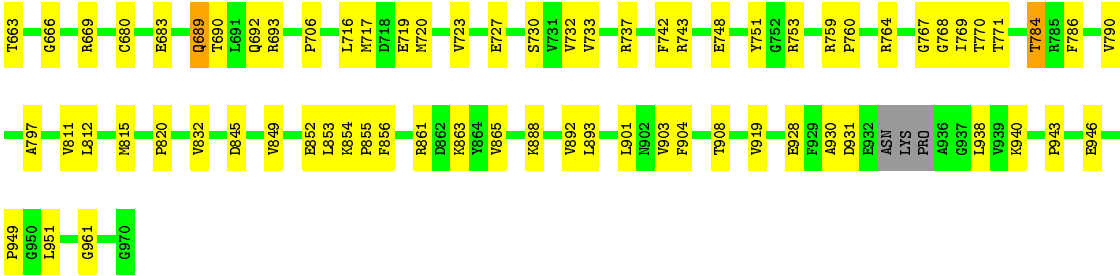 T663 G666 R669 C680 E683 Q689 T690 L691 Q692 R693 P706 L716 M717 D718 E719 M720 V723 E727 S730 V731 V732 V733 R737 F742 R743 E748 Y751 G752 R753 R759 P760 R764 G767 G768 I769 T770 T771 T784 R785 F786 V790
A797 V811 L812 M815 P820 V832 D845 V849 E852 L853 K854 P855 F856 R861 D862 K863 Y864 V865 K888 V892 L893 L901 N902 V903 F904 T908 V919 E928 F929 A930 D931 E932 ASN LYS PRO A936 G937 L938 V939 K940 P943 E946
P949 G950 L951 G961 G970